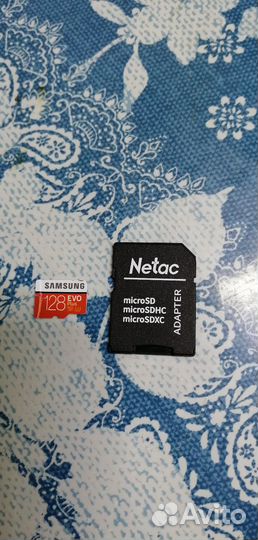 SAMSUNG
128 EVO
Plus
Netac
microSD
microSDHC
microSDXC
ADAPTER
Avito